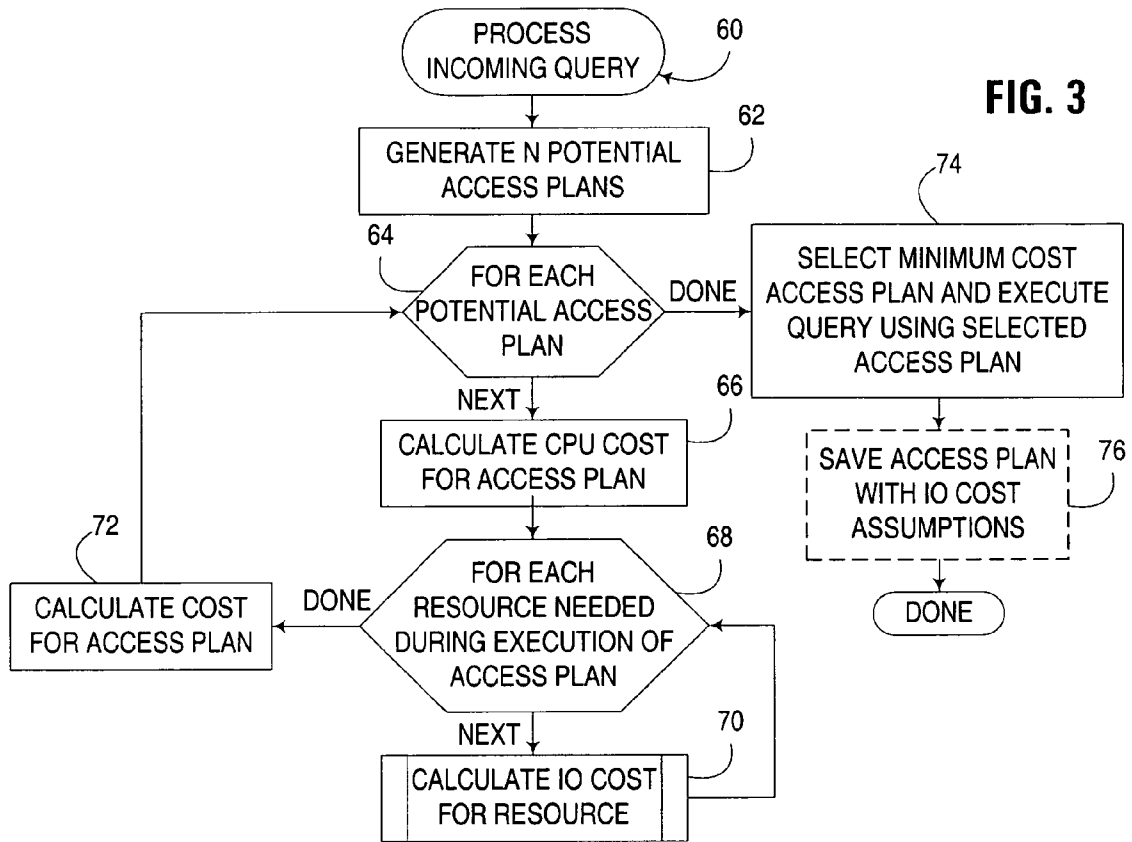 PROCESS
INCOMING QUERY
60
FIG. 3
GENERATE N POTENTIAL
ACCESS PLANS
62
64
FOR EACH
POTENTIAL ACCESS
PLAN
DONE
74
SELECT MINIMUM COST
ACCESS PLAN AND EXECUTE
QUERY USING SELECTED
ACCESS PLAN
NEXT
66
CALCULATE CPU COST
FOR ACCESS PLAN
SAVE ACCESS PLAN
WITH IO COST
ASSUMPTIONS
76
DONE
68
FOR EACH
RESOURCE NEEDED
DURING EXECUTION OF
ACCESS PLAN
DONE
72
CALCULATE COST
FOR ACCESS PLAN
NEXT
70
CALCULATE IO COST
FOR RESOURCE